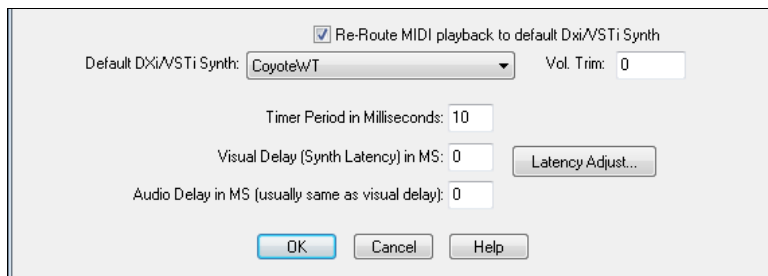 Re-Route MIDI playback to default Dxi/VSTi Synth
Default DXi/VSTi Synth: CoyoteWT Vol. Trim: 0
Timer Period in Milliseconds: 10
Visual Delay (Synth Latency) in MS: 0 Latency Adjust...
Audio Delay in MS (usually same as visual delay): 0
OK Cancel Help